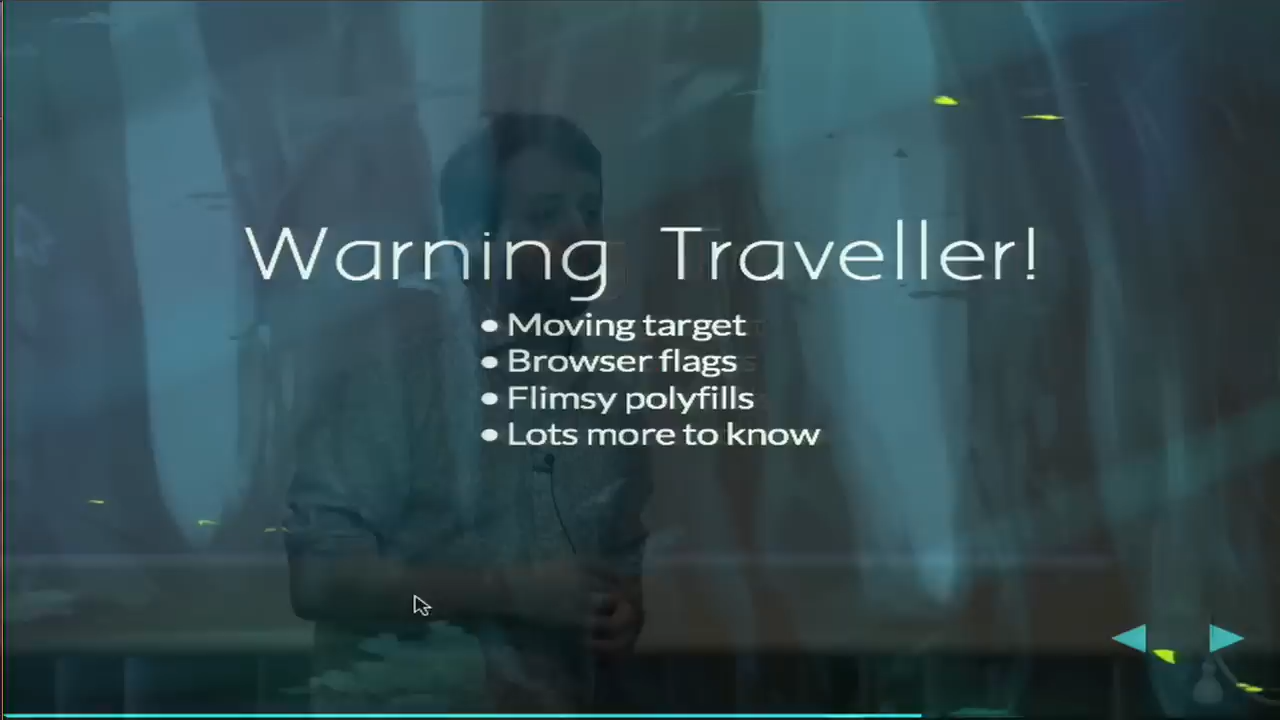 Warning Traveller!
• Moving target
• Browser flags
• Flimsy polyfills
• Lots more to know